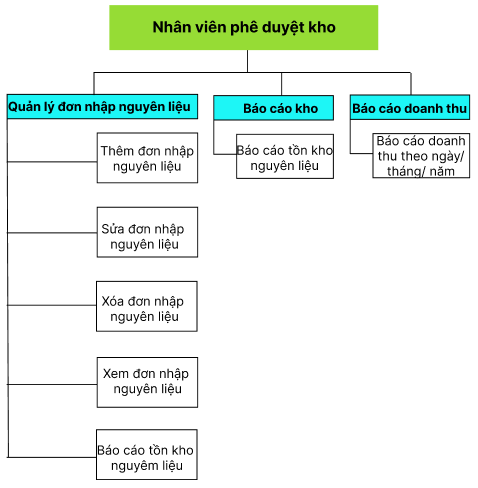 Nhân viên phê duyệt kho
Quản lý đơn nhập nguyên liệu
Báo cáo kho
Báo cáo doanh thu
Thêm đơn nhập
nguyên liệu
Sửa đơn nhập
nguyên liệu
Xóa đơn nhập
nguyên liệu
Xem đơn nhập
nguyên liệu
Báo cáo tồn kho
nguyêm liệu
Báo cáo tồn kho
nguyên liệu
Báo cáo doanh
thu theo ngày/
tháng/ năm